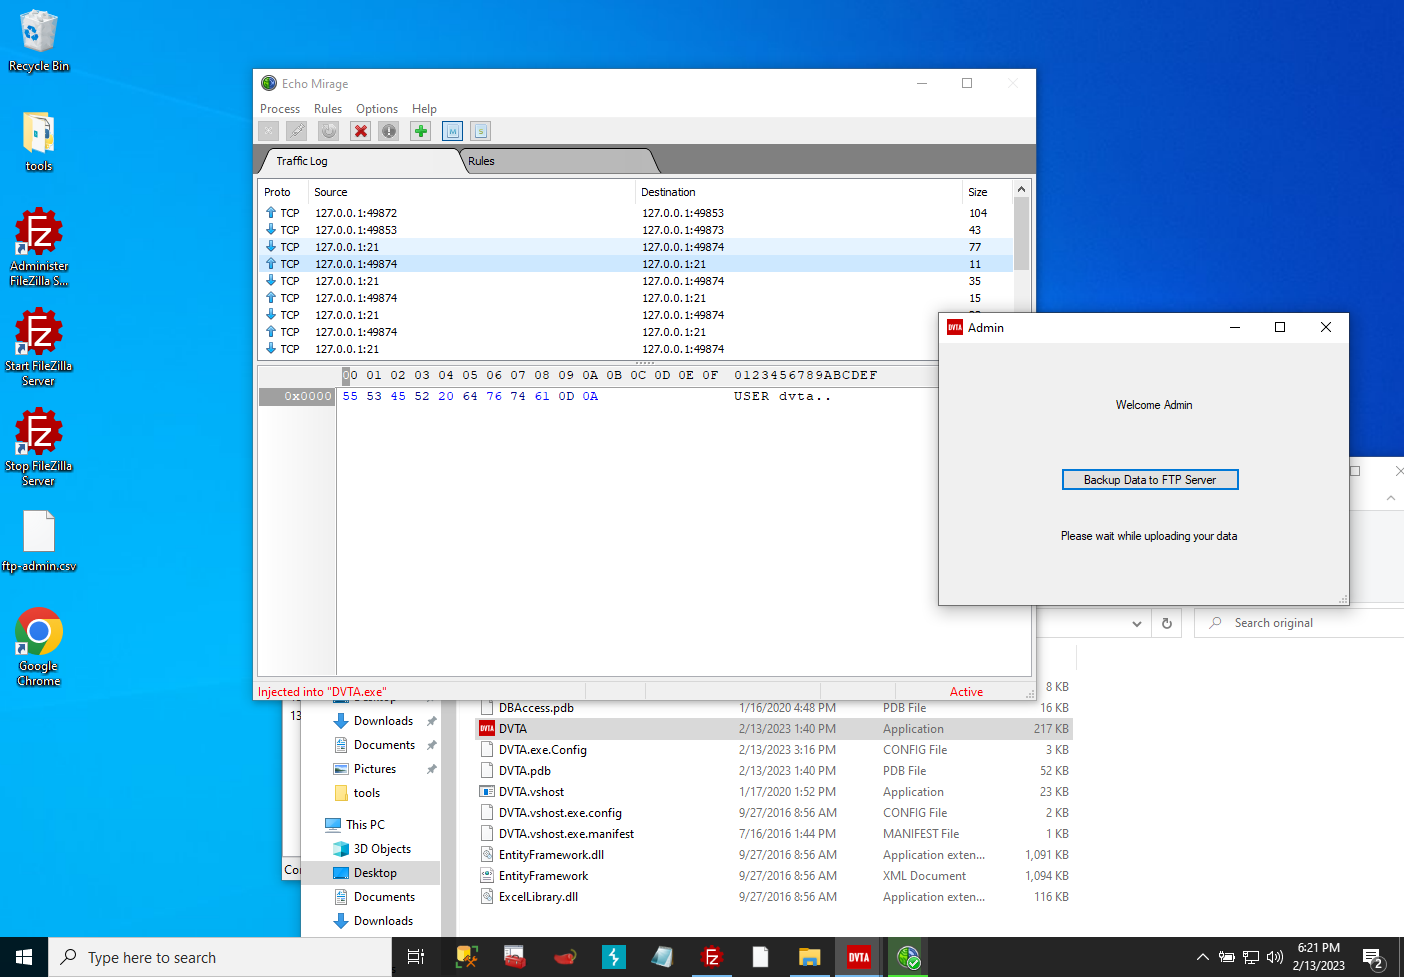 Recycle Bin
tools
Administer
FileZilla S...
Start FileZilla
Server
Stop FileZilla
Server
ftp-admin.csv
Google
Chrome
Echo Mirage
Process Rules Options Help
M S
Traffic Log Rules
Proto Source Destination Size
TCP 127.0.0.1:49872 127.0.0.1:49853 104
TCP 127.0.0.1:49853 127.0.0.1:49873 43
TCP 127.0.0.1:21 127.0.0.1:49874 77
TCP 127.0.0.1:49874 127.0.0.1:21 11
TCP 127.0.0.1:21 127.0.0.1:49874 35
TCP 127.0.0.1:49874 127.0.0.1:21 15
TCP 127.0.0.1:21 127.0.0.1:49874
TCP 127.0.0.1:49874 127.0.0.1:21
TCP 127.0.0.1:21 127.0.0.1:49874
00 01 02 03 04 05 06 07 08 09 0A 0B 0C 0D 0E 0F 0123456789ABCDEF
0x0000 55 53 45 52 20 64 76 74 61 0D 0A USER dvta..
Injected into "DVTA.exe" Active
DVTA Admin
Welcome Admin
Backup Data to FTP Server
Please wait while uploading your data
Search original
8 KB
DBAccess.pdb 1/16/2020 4:48 PM PDB File 16 KB
DVTA DVTA 2/13/2023 1:40 PM Application 217 KB
DVTA.exe.Config 2/13/2023 3:16 PM CONFIG File 3 KB
DVTA.pdb 2/13/2023 1:40 PM PDB File 52 KB
DVTA.vshost 1/17/2020 1:52 PM Application 23 KB
DVTA.vshost.exe.config 9/27/2016 8:56 AM CONFIG File 2 KB
DVTA.vshost.exe.manifest 7/16/2016 1:44 PM MANIFEST File 1 KB
EntityFramework.dll 9/27/2016 8:56 AM Application exten... 1,091 KB
EntityFramework 9/27/2016 8:56 AM XML Document 1,094 KB
ExcelLibrary.dll 9/27/2016 8:56 AM Application exten... 116 KB
13
Downloads
Documents
Pictures
tools
This PC
3D Objects
Desktop
Documents
Downloads
Type here to search
DVTA
6:21 PM
2/13/2023
2